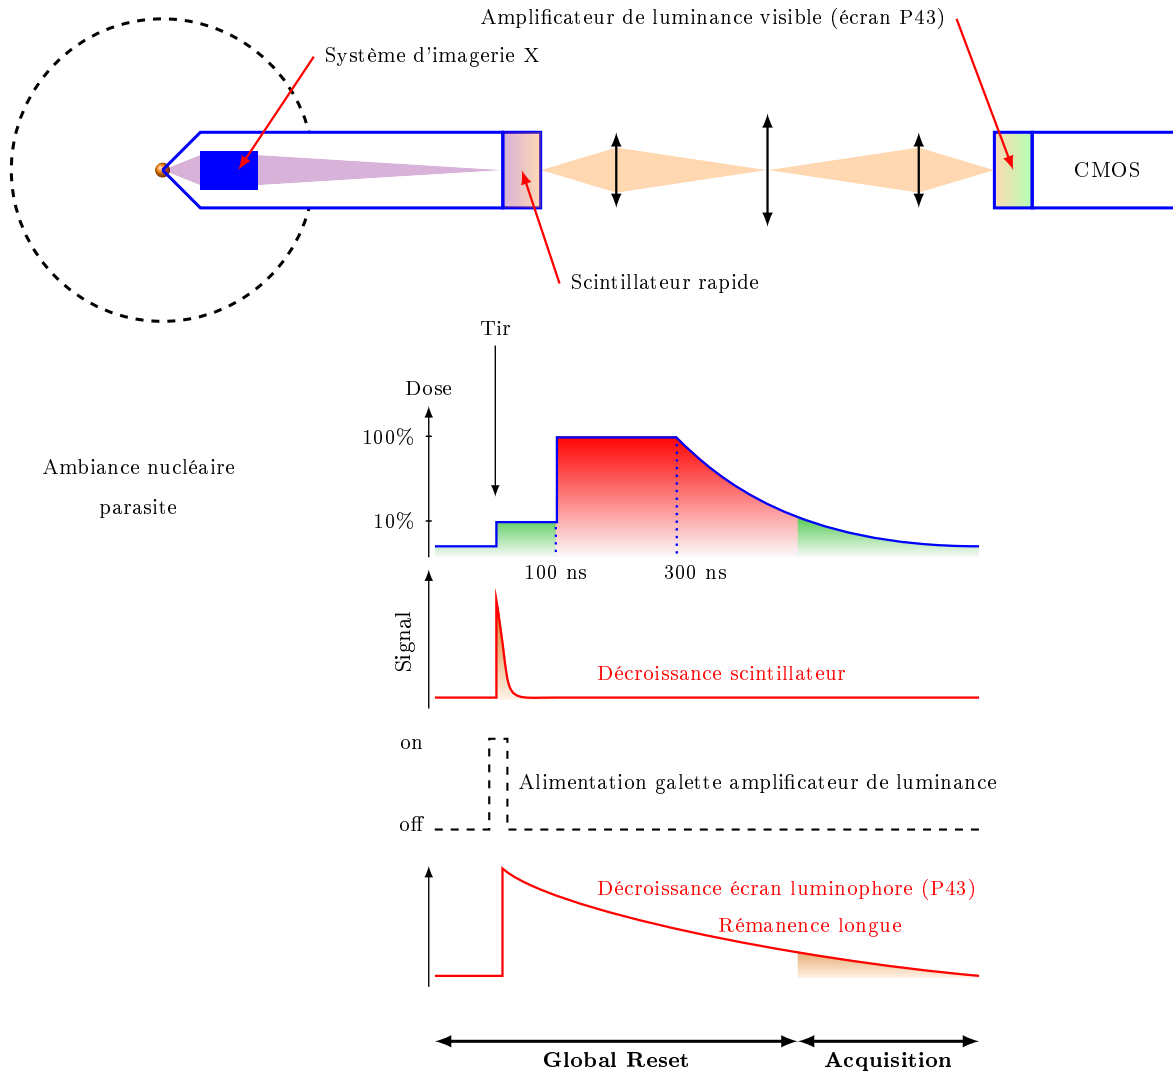 Amplificateur de luminance visible (écran P43)
Système d'imagerie X
CMOS
Scintillateur rapide
Tir
Dose
100%
Ambiance nucléaire
parasite
10%
100 ns
300 ns
Signal
Décroissance scintillateur
on
Alimentation galette amplificateur de luminance
off
Décroissance écran luminophore (P43)
Rémanence longue
Global Reset
Acquisition